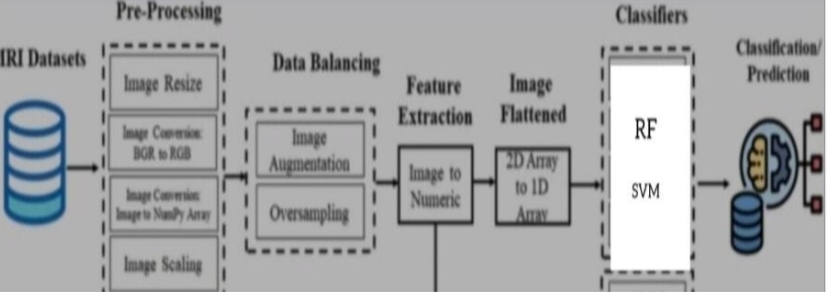 Pre-Processing
Classifiers
IRI Datasets
Image Resize
Image Conversion:
BGR to RGB
Image Conversion:
Image to NumPy Array
Image Scaling
Data Balancing
Image
Augmentation
Oversampling
Feature
Extraction
Image to
Numeric
Image
Flattened
2D Array
to 1D
Array
RF
SVM
Classification/
Prediction